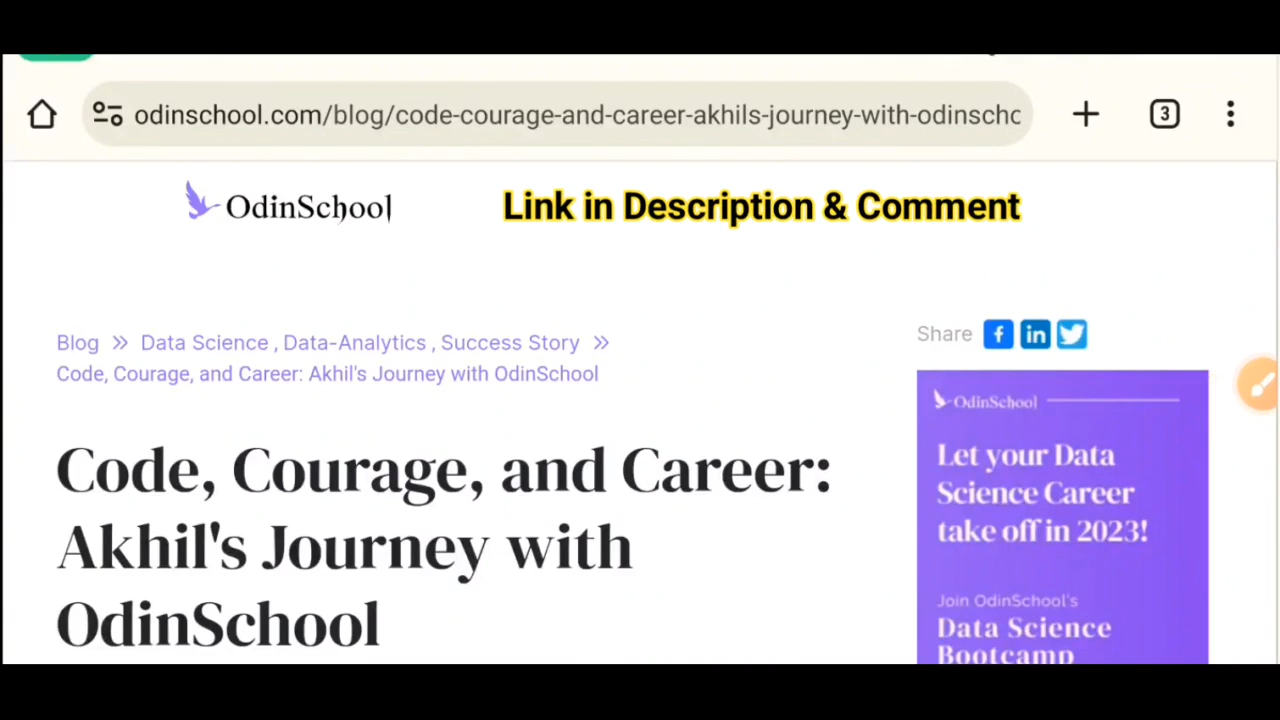 odinschool.com/blog/code-courage-and-career-akhils-journey-with-odinscho
3
OdinSchool
Link in Description & Comment
Blog >> Data Science , Data-Analytics , Success Story >>
Code, Courage, and Career: Akhil's Journey with OdinSchool
Share
Code, Courage, and Career:
Akhil's Journey with
OdinSchool
OdinSchool
Let your Data
Science Career
take off in 2023!
Join OdinSchool's
Data Science
Bootcamp